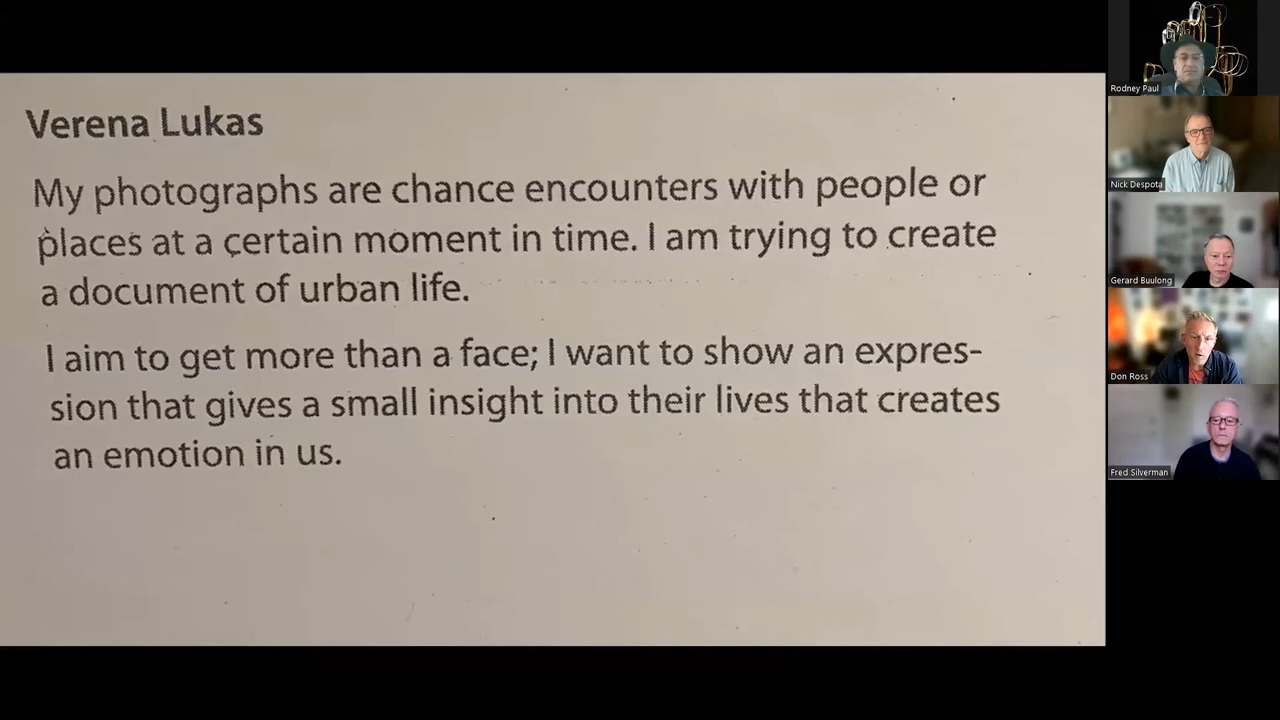 Verena Lukas
My photographs are chance encounters with people or
places at a certain moment in time. I am trying to create
a document of urban life.
I aim to get more than a face; I want to show an expres-
sion that gives a small insight into their lives that creates
an emotion in us.
Rodney Paul
Nick Despota
Gerard Buulong
Don Ross
Fred Silverman